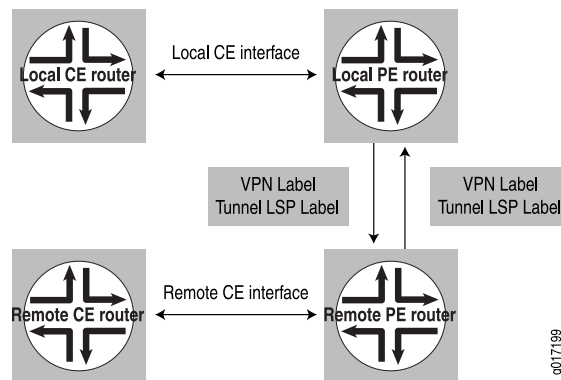 Local CE router
Local CE interface
Local PE router
VPN Label
Tunnel LSP Label
VPN Label
Tunnel LSP Label
Remote CE router
Remote CE interface
Remote PE router
g017199